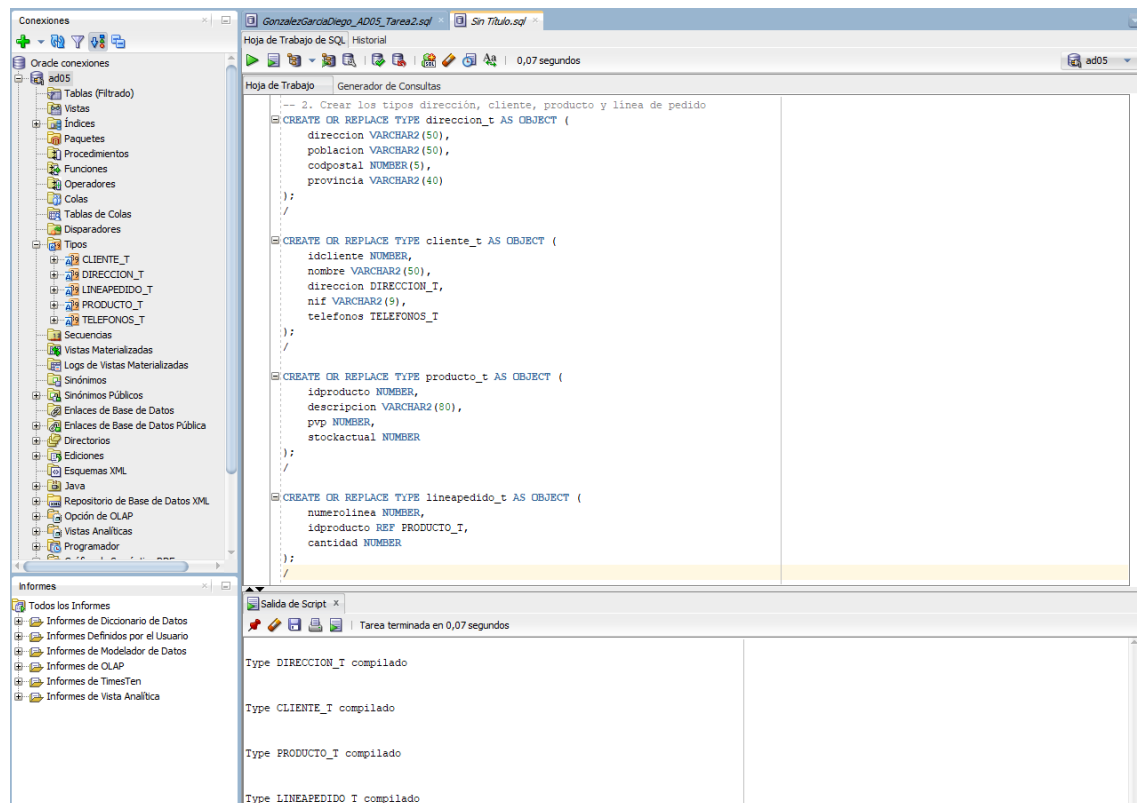 Conexiones
Oracle conexiones
ad05
Tablas (Filtrado)
Vistas
Índices
Paquetes
Procedimientos
Funciones
Operadores
Colas
Tablas de Colas
Disparadores
Tipos
CLIENTE_T
DIRECCION_T
LINEAPEDIDO_T
PRODUCTO_T
TELEFONOS_T
Secuencias
Vistas Materializadas
Logs de Vistas Materializadas
Sinónimos
Sinónimos Públicos
Enlaces de Base de Datos
Enlaces de Base de Datos Pública
Directorios
Ediciones
Esquemas XML
Java
Repositorio de Base de Datos XML
Opción de OLAP
Vistas Analíticas
Programador
Informes
Todos los Informes
Informes de Diccionario de Datos
Informes Definidos por el Usuario
Informes de Modelador de Datos
Informes de OLAP
Informes de TimesTen
Informes de Vista Analítica
GonzalezGarciaDiego_AD05_Tarea2.sql
Sin Título.sql
Hoja de Trabajo de SQL Historial
0,07 segundos
ad05
Hoja de Trabajo Generador de Consultas
-- 2. Crear los tipos dirección, cliente, producto y línea de pedido
CREATE OR REPLACE TYPE direccion_t AS OBJECT (
direccion VARCHAR2(50),
poblacion VARCHAR2(50),
codpostal NUMBER(5),
provincia VARCHAR2(40)
);
/
CREATE OR REPLACE TYPE cliente_t AS OBJECT (
idcliente NUMBER,
nombre VARCHAR2(50),
direccion DIRECCION_T,
nif VARCHAR2(9),
telefonos TELEFONOS_T
);
/
CREATE OR REPLACE TYPE producto_t AS OBJECT (
idproducto NUMBER,
descripcion VARCHAR2(80),
pvp NUMBER,
stockactual NUMBER
);
/
CREATE OR REPLACE TYPE lineapedido_t AS OBJECT (
numerolinea NUMBER,
idproducto REF PRODUCTO_T,
cantidad NUMBER
);
/
Salida de Script
Tarea terminada en 0,07 segundos
Type DIRECCION_T compilado
Type CLIENTE_T compilado
Type PRODUCTO_T compilado
Type LINEAPEDIDO_T compilado